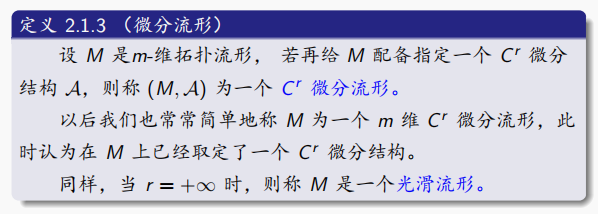 定义 2.1.3 （微分流形）
设 M 是m-维拓扑流形， 若再给 M 配备指定一个 C^r 微分
结构 𝒜，则称 (M, 𝒜) 为一个 C^r 微分流形。
以后我们也常常简单地称 M 为一个 m 维 C^r 微分流形，此
时认为在 M 上已经取定了一个 C^r 微分结构。
同样，当 r = +∞ 时，则称 M 是一个光滑流形。